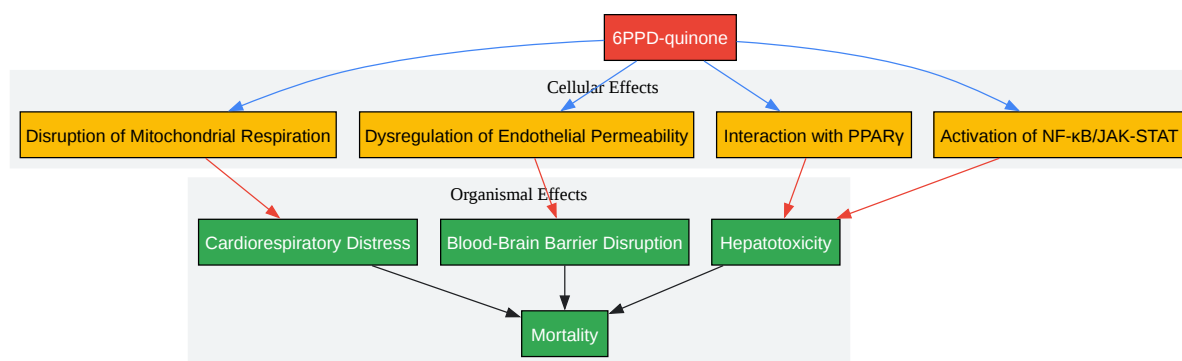 6PPD-quinone
Cellular Effects
Disruption of Mitochondrial Respiration
Dysregulation of Endothelial Permeability
Interaction with PPARγ
Activation of NF-κB/JAK-STAT
Organismal Effects
Cardiorespiratory Distress
Blood-Brain Barrier Disruption
Hepatotoxicity
Mortality